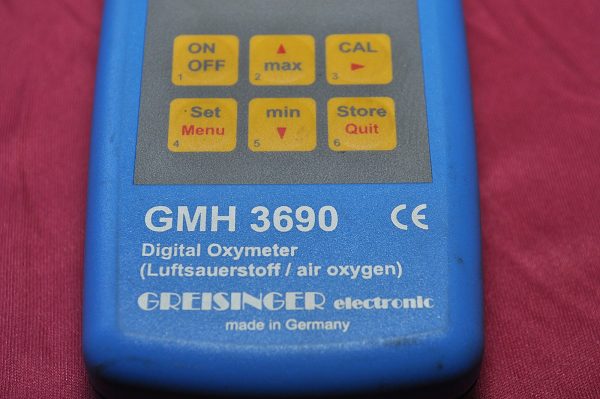 ON
OFF
1
▲
max
2
CAL
►
3
Set
Menu
4
min
▼
5
Store
Quit
6
GMH 3690 CE
Digital Oxymeter
(Luftsauerstoff / air oxygen)
GREISINGER electronic
made in Germany